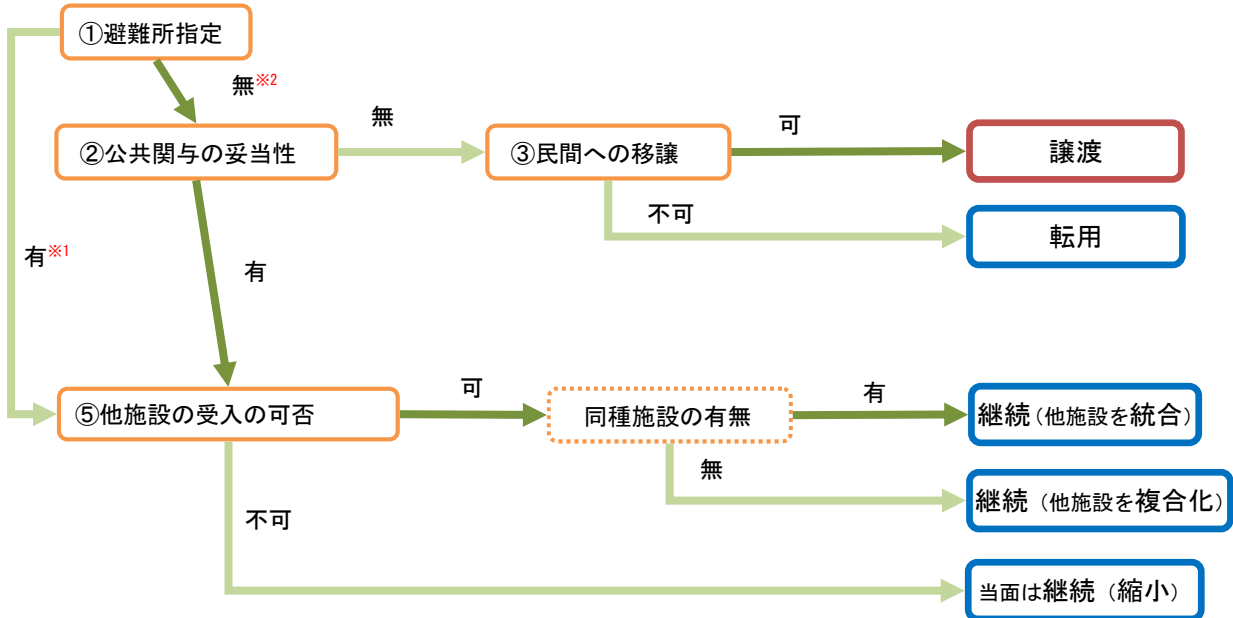 ①避難所指定
無※2
無
可
②公共関与の妥当性
③民間への移譲
譲渡
不可
転用
有※1
有
可
有
⑤他施設の受入の可否
同種施設の有無
継続(他施設を統合)
無
継続（他施設を複合化）
不可
当面は継続（縮小）